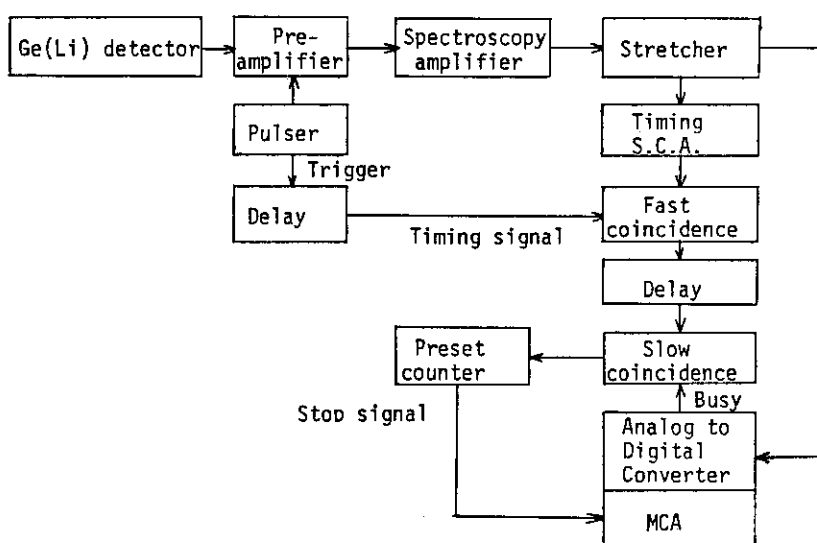 Ge(Li) detector
Pre-
amplifier
Spectroscopy
amplifier
Stretcher
Pulser
Timing
S.C.A.
Trigger
Delay
Timing signal
Fast
coincidence
Delay
Preset
counter
Slow
coincidence
Stop signal
Busy
Analog to
Digital
Converter
MCA